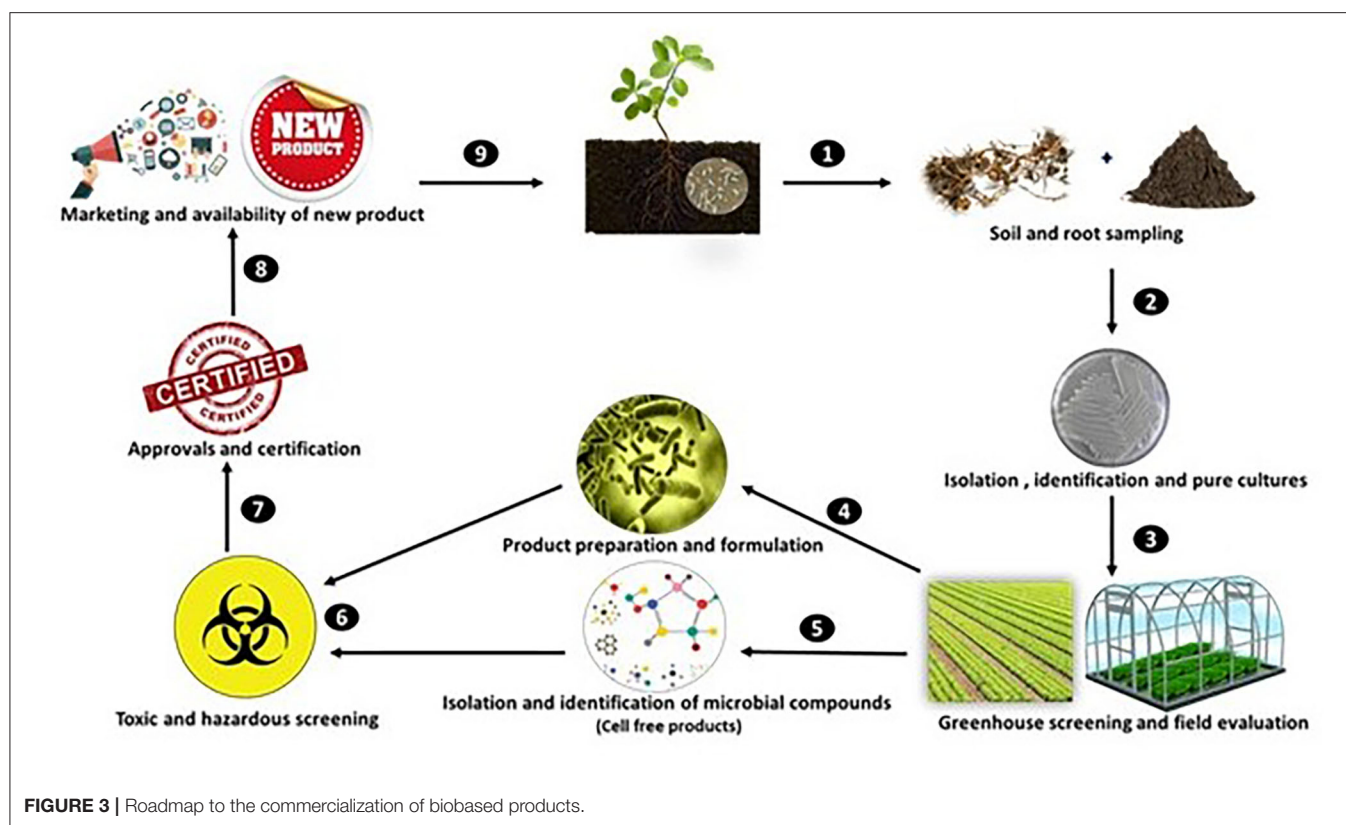 NEW
PRODUCT
9
1
Marketing and availability of new product
+
Soil and root sampling
8
2
CERTIFIED
CERTIFIED
CERTIFIED
Approvals and certification
Isolation , identification and pure cultures
7
4
3
Product preparation and formulation
6
5
Toxic and hazardous screening
Isolation and identification of microbial compounds
(Cell free products)
Greenhouse screening and field evaluation
FIGURE 3 | Roadmap to the commercialization of biobased products.